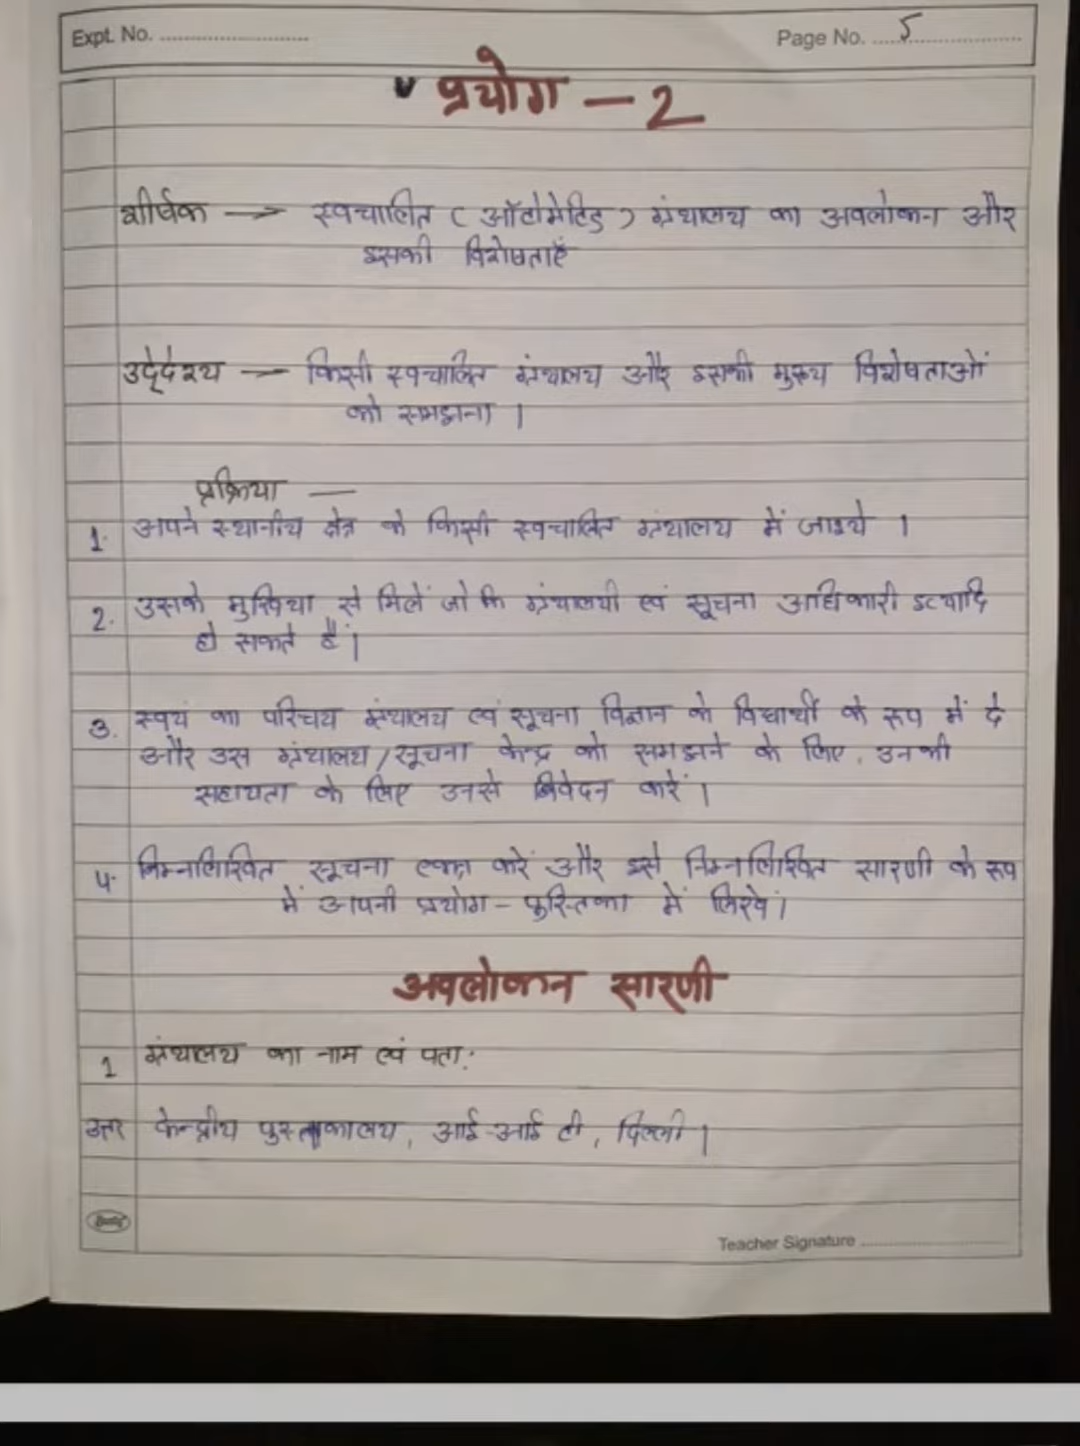 Expt. No. ........................
Page No. ....5....................
प्रयोग - 2
शीर्षक → स्वचालित ( ऑटोमेटिड ) ग्रंथालय का अवलोकन और
इसकी विशेषताएँ
उद्देश्य — किसी स्वचालित ग्रंथालय और इसकी मुख्य विशेषताओं
को समझना ।
प्रक्रिया —
1. अपने स्थानीय क्षेत्र के किसी स्वचालित ग्रंथालय में जाइये ।
2. उसके मुखिया से मिलें जो कि ग्रंथालयी एवं सूचना अधिकारी इत्यादि
हो सकते हैं।
3. स्वयं का परिचय ग्रंथालय एवं सूचना विज्ञान के विधार्थी के रूप में दे
और उस ग्रंथालय/सूचना केन्द्र को समझने के लिए, उनकी
सहायता के लिए उनसे निवेदन करें।
4. निम्नलिखित सूचना एकत्र करें और इसे निम्नलिखित सारणी के रूप
में अपनी प्रयोग - पुस्तिका में लिखें।
अवलोकन सारणी
1 ग्रंथालय का नाम एवं पता:
उत्तर केन्द्रीय पुस्तकालय, आई-आई टी, दिल्ली।
Teacher Signature ........................